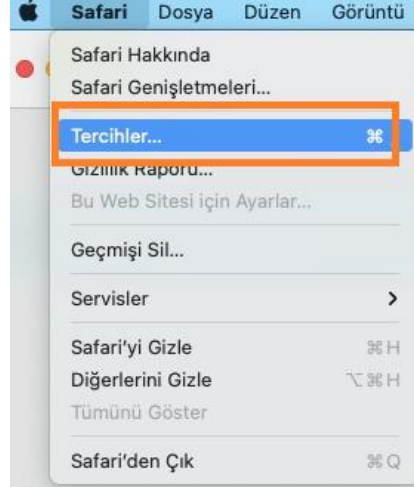 Safari Dosya Düzen Görüntü
Safari Hakkında
Safari Genişletmeleri...
Tercihler... ⌘ ,
Gizlilik Raporu...
Bu Web Sitesi için Ayarlar...
Geçmişi Sil...
Servisler
Safari'yi Gizle ⌘H
Diğerlerini Gizle ⌥⌘H
Tümünü Göster
Safari'den Çık ⌘Q